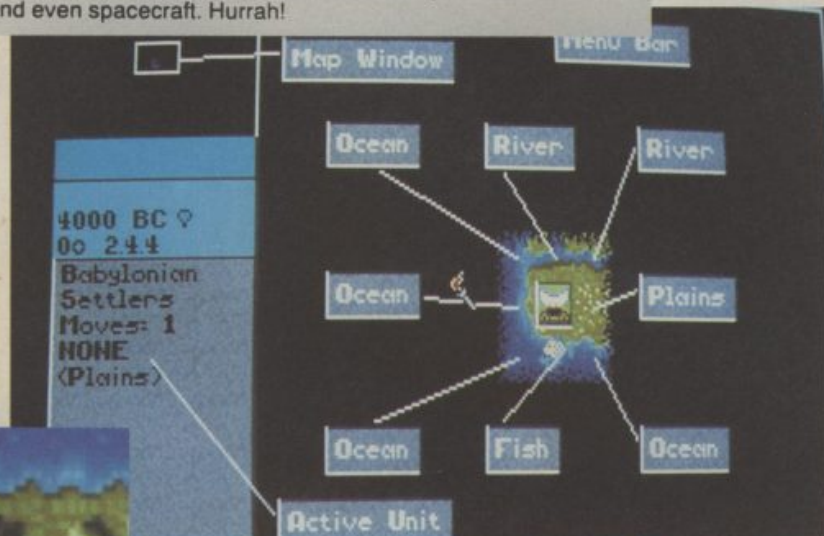 nd even spacecraft. Hurrah!
Map Window
Menu Bar
Ocean
River
River
4000 BC
0o 2.4.4
Babylonian
Settlers
Moves: 1
NONE
(Plains)
Ocean
Plains
Ocean
Fish
Ocean
Active Unit